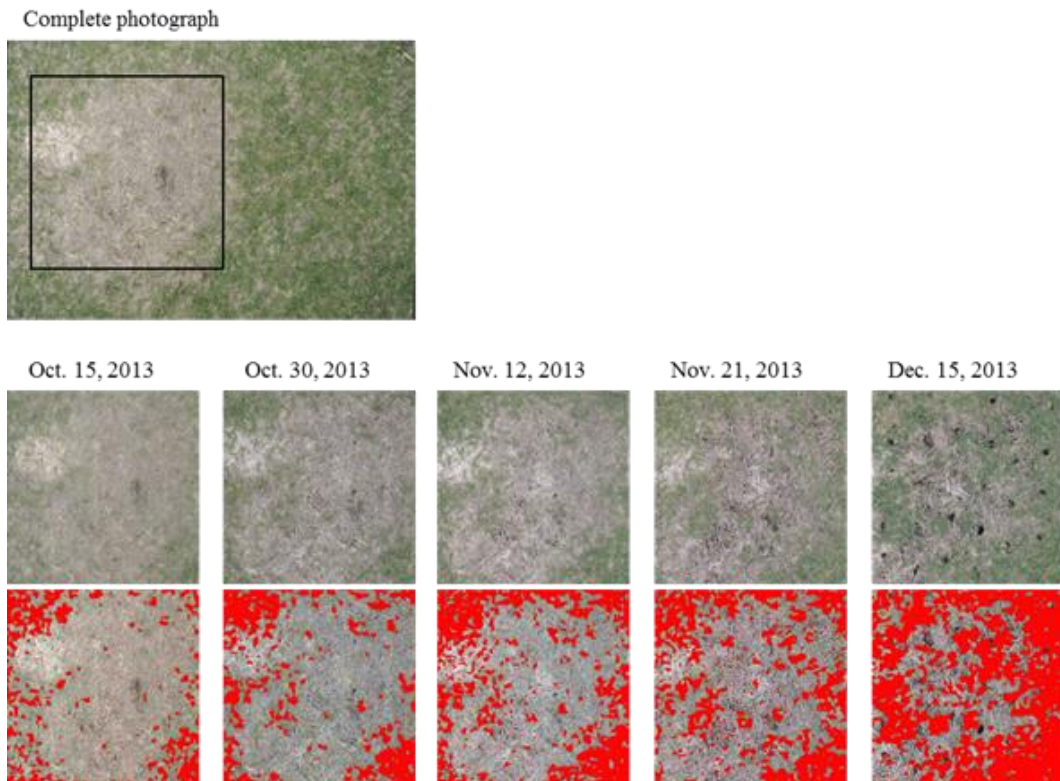 Complete photograph
Oct. 15, 2013
Oct. 30, 2013
Nov. 12, 2013
Nov. 21, 2013
Dec. 15, 2013